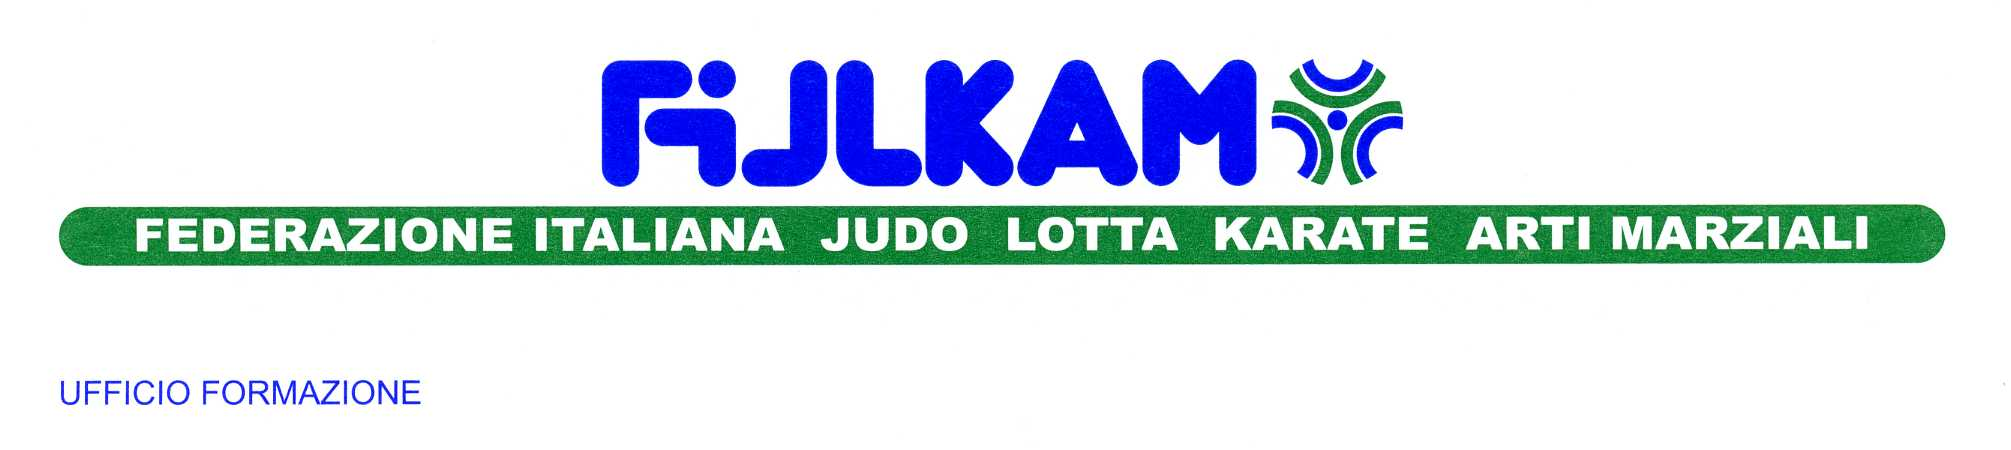 FiJLKAM
FEDERAZIONE ITALIANA JUDO LOTTA KARATE ARTI MARZIALI
UFFICIO FORMAZIONE